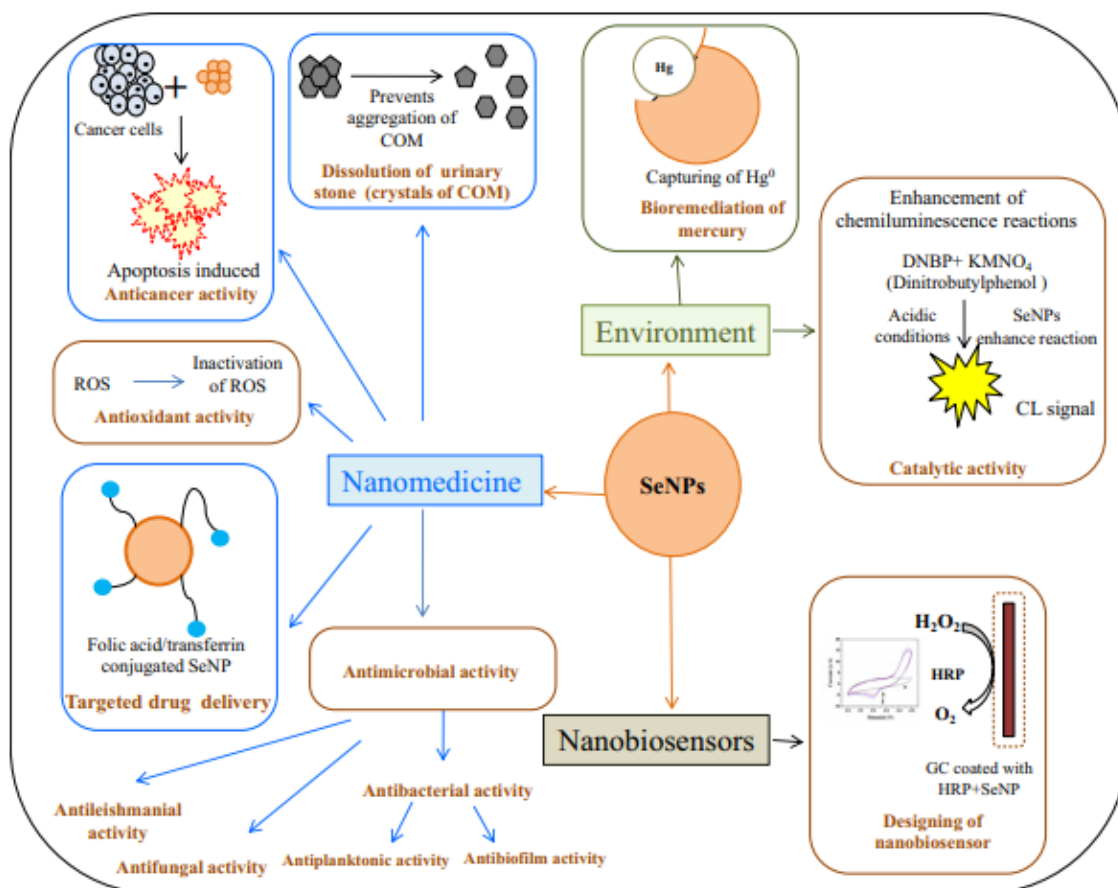 Cancer cells
+
Apoptosis induced
Anticancer activity
Prevents
aggregation of
COM
Dissolution of urinary
stone (crystals of COM)
Hg
Capturing of Hg⁰
Bioremediation of
mercury
Enhancement of
chemiluminescence reactions
DNBP+ KMNO₄
(Dinitrobutylphenol )
Acidic
conditions
SeNPs
enhance reaction
CL signal
Catalytic activity
Environment
ROS
Inactivation
of ROS
Antioxidant activity
Nanomedicine
SeNPs
Folic acid/transferrin
conjugated SeNP
Targeted drug delivery
Antimicrobial activity
Nanobiosensors
H₂O₂
HRP
O₂
GC coated with
HRP+SeNP
Designing of
nanobiosensor
Antileishmanial
activity
Antifungal activity
Antibacterial activity
Antiplanktonic activity
Antibiofilm activity